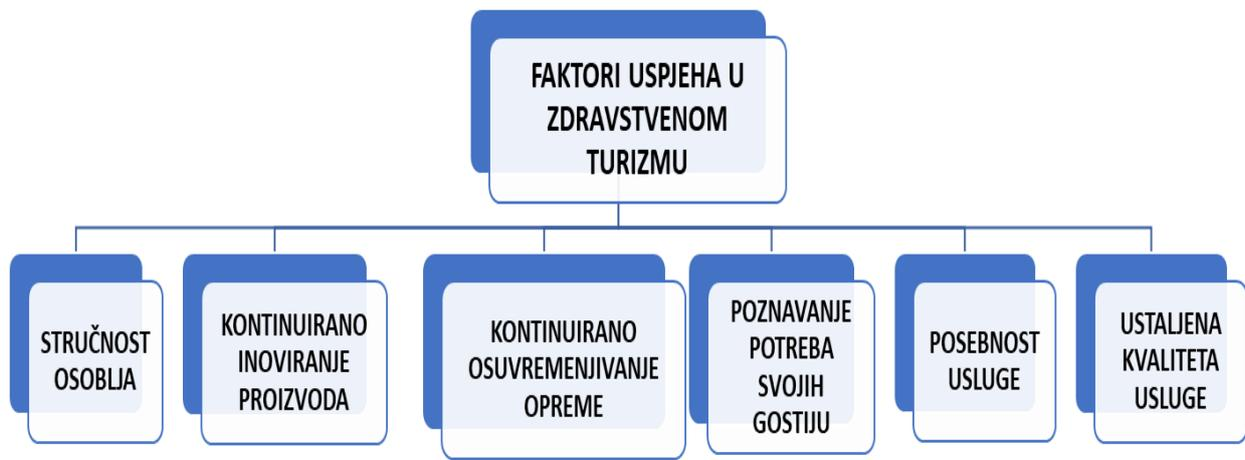 FAKTORI USPJEHA U
ZDRAVSTVENOM
TURIZMU
STRUČNOST
OSOBLJA
KONTINUIRANO
INOVIRANJE
PROIZVODA
KONTINUIRANO
OSUVREMENJIVANJE
OPREME
POZNAVANJE
POTREBA
SVOJIH
GOSTIJU
POSEBNOST
USLUGE
USTALJENA
KVALITETA
USLUGE